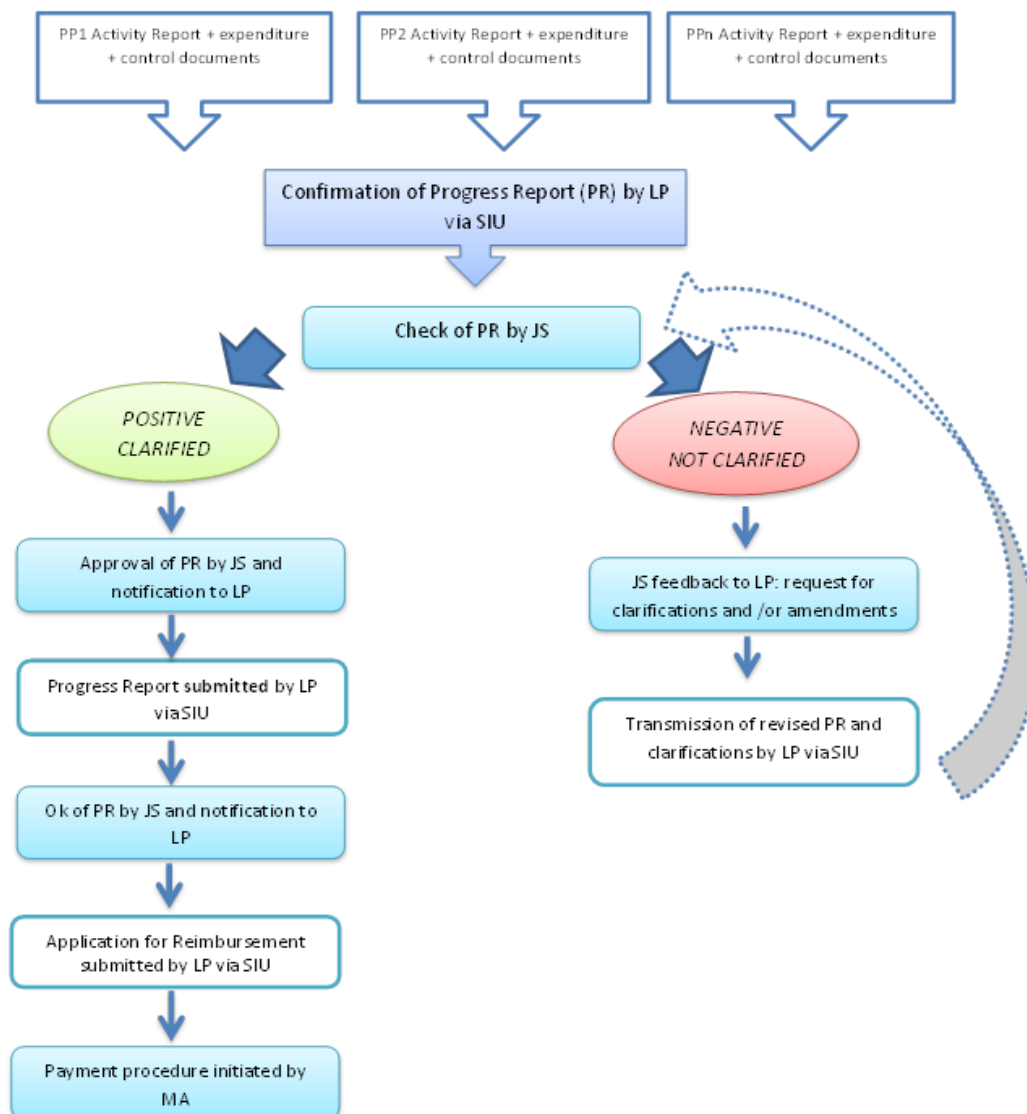 PP1 Activity Report + expenditure
+ control documents
PP2 Activity Report + expenditure
+ control documents
PPn Activity Report + expenditure
+ control documents
Confirmation of Progress Report (PR) by LP
via SIU
Check of PR by JS
POSITIVE
CLARIFIED
NEGATIVE
NOT CLARIFIED
Approval of PR by JS and
notification to LP
Progress Report submitted by LP
via SIU
Ok of PR by JS and notification to
LP
Application for Reimbursement
submitted by LP via SIU
Payment procedure initiated by
MA
JS feedback to LP: request for
clarifications and /or amendments
Transmission of revised PR and
clarifications by LP via SIU